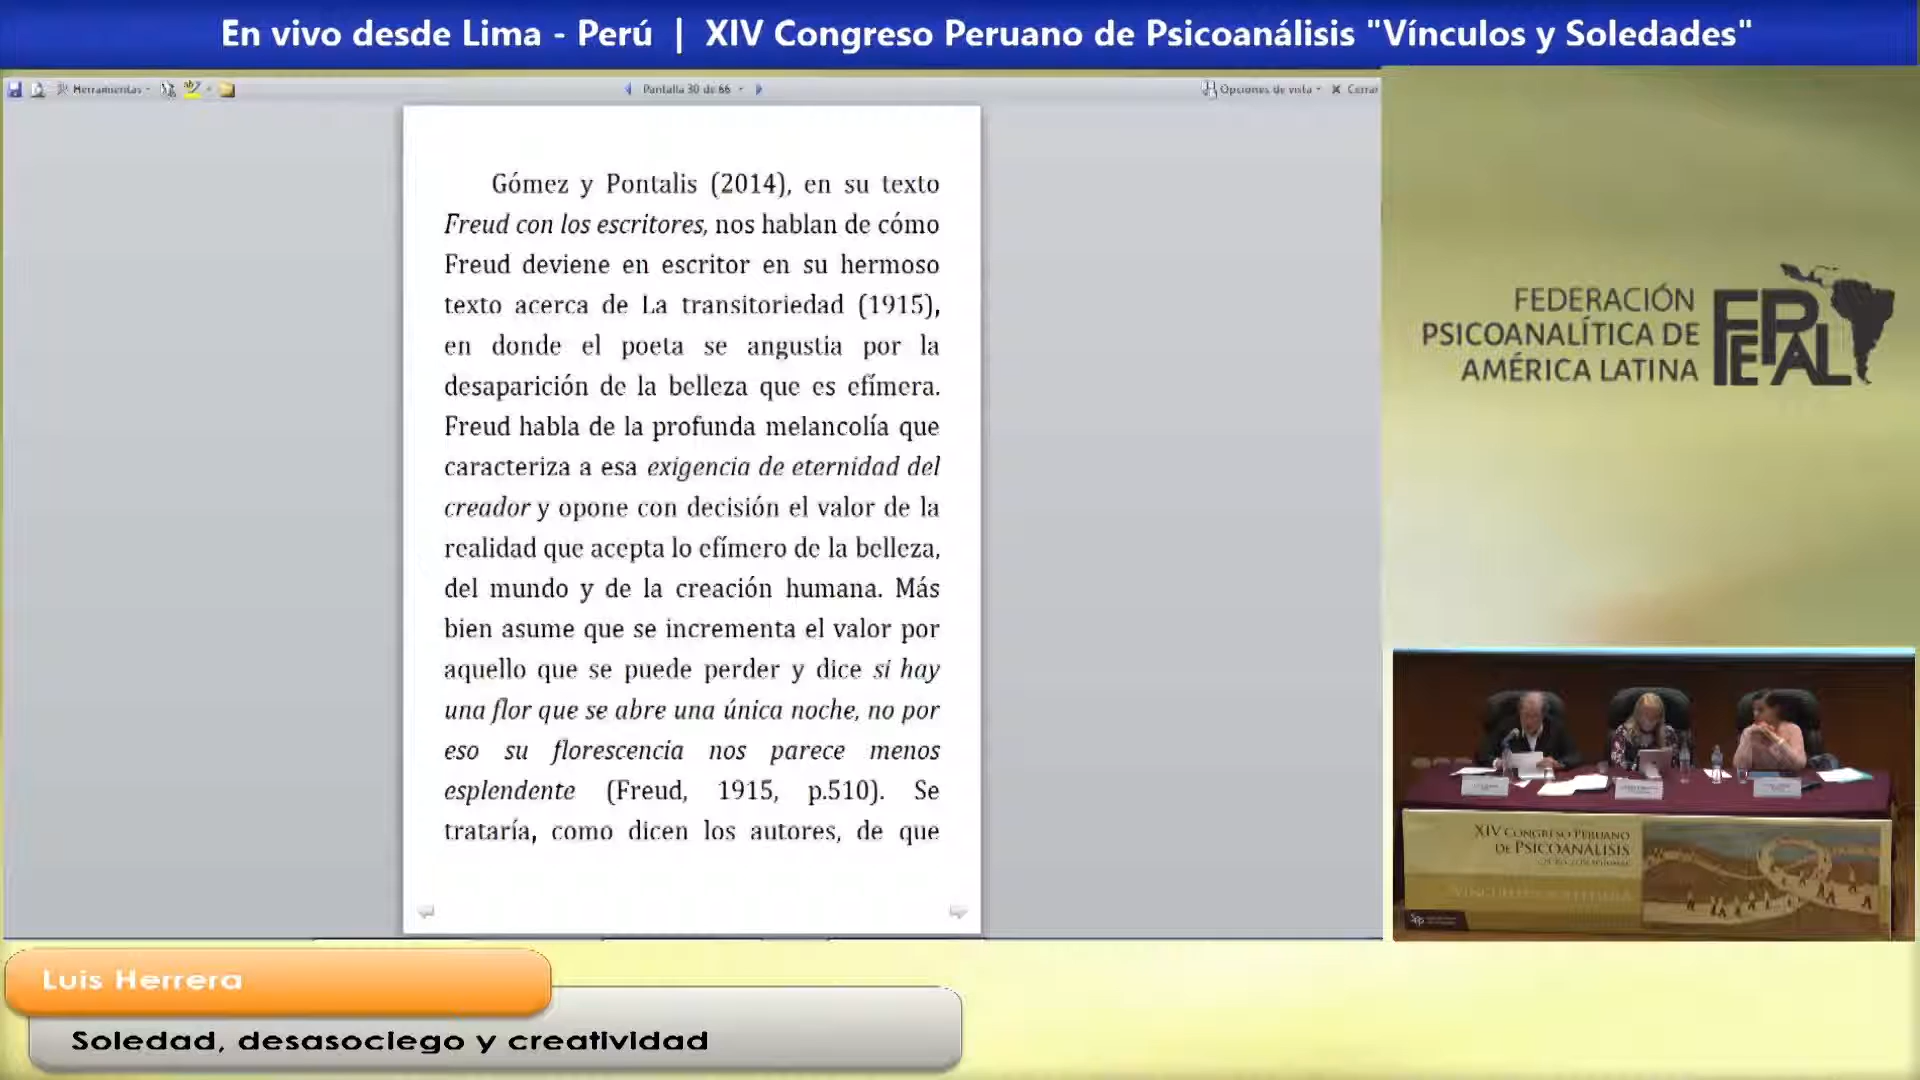 En vivo desde Lima - Perú | XIV Congreso Peruano de Psicoanálisis "Vínculos y Soledades"
Herramientas
Pantalla 30 de 66
Opciones de vista
Cerrar
Gómez y Pontalis (2014), en su texto
Freud con los escritores, nos hablan de cómo
Freud deviene en escritor en su hermoso
texto acerca de La transitoriedad (1915),
en donde el poeta se angustia por la
desaparición de la belleza que es efímera.
Freud habla de la profunda melancolía que
caracteriza a esa exigencia de eternidad del
creador y opone con decisión el valor de la
realidad que acepta lo efímero de la belleza,
del mundo y de la creación humana. Más
bien asume que se incrementa el valor por
aquello que se puede perder y dice si hay
una flor que se abre una única noche, no por
eso su florescencia nos parece menos
esplendente (Freud, 1915, p.510). Se
trataría, como dicen los autores, de que
FEDERACIÓN
PSICOANALÍTICA DE
AMÉRICA LATINA
FEPAL
XIV CONGRESO PERUANO
DE PSICOANÁLISIS
Luis Herrera
Soledad, desasociego y creatividad